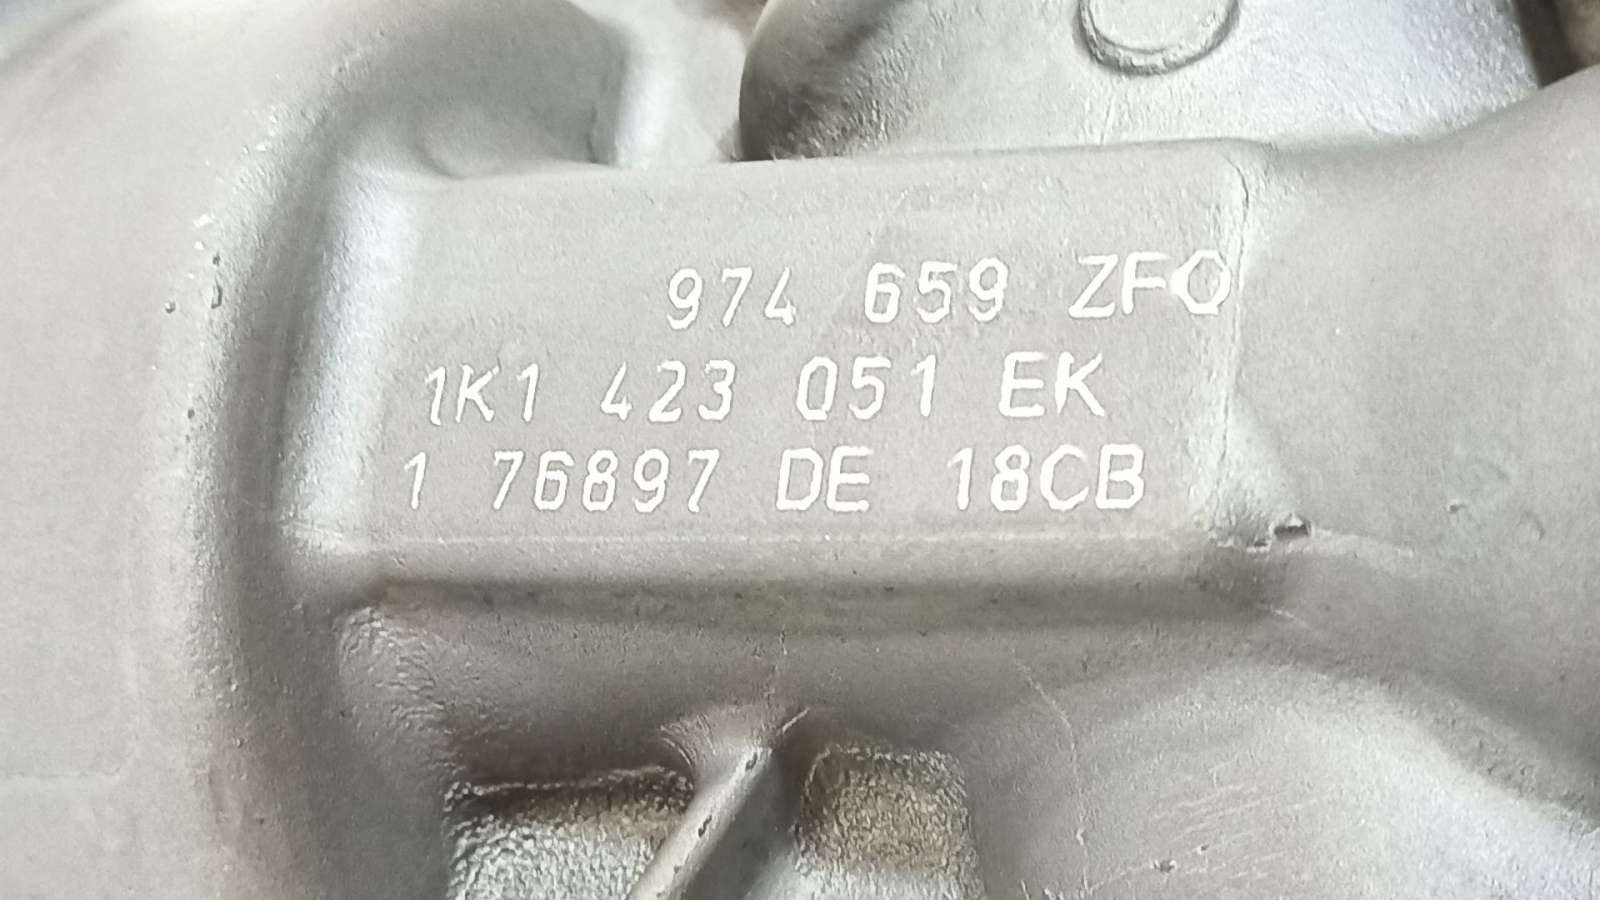 974 659 ZFO
1K1 423 051 EK
1 76897 DE 18CB